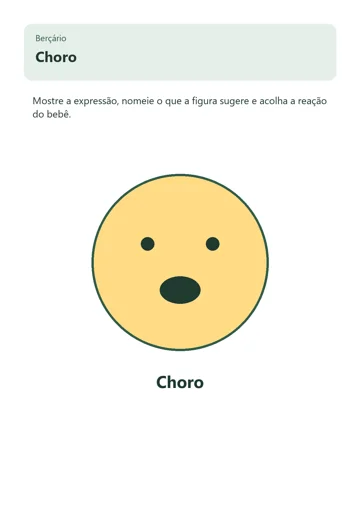 Berçário
Choro
Mostre a expressão, nomeie o que a figura sugere e acolha a reação
do bebê.
Choro